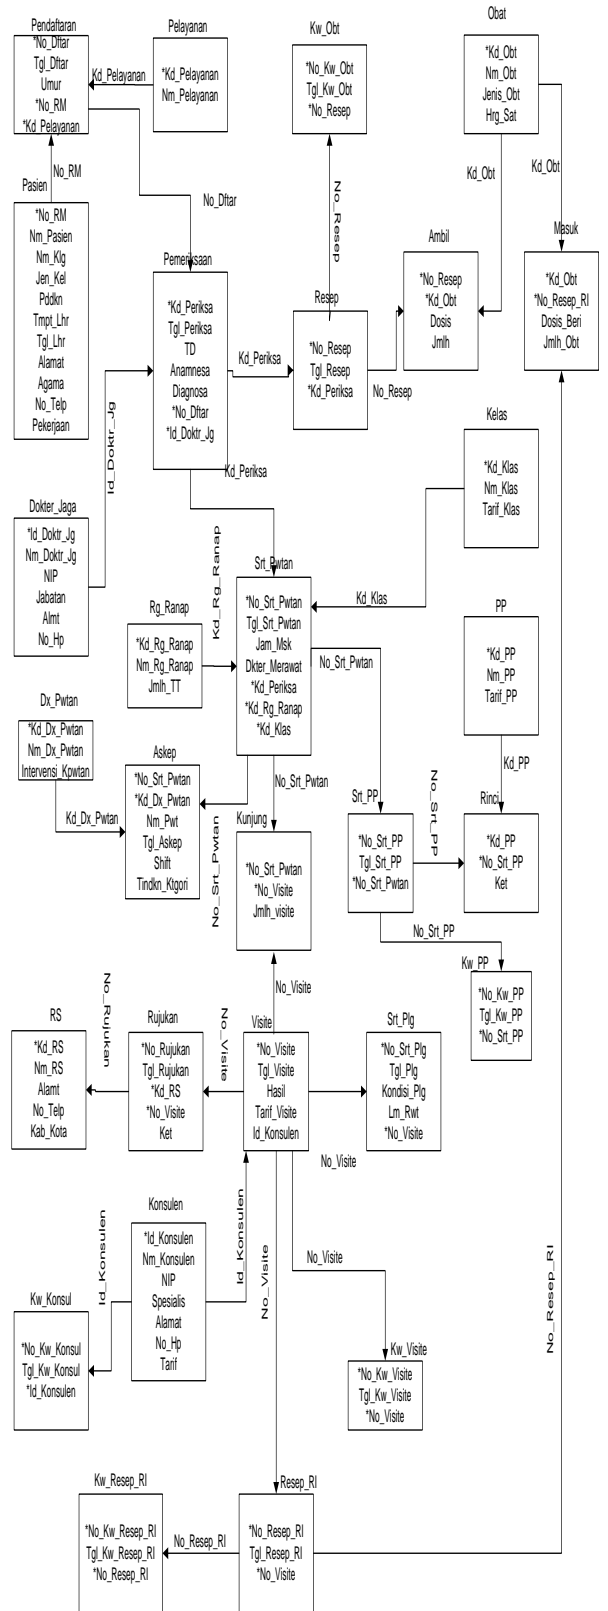 Pendaftaran
*No_Dftar
Tgl_Dftar
Umur
*No_RM
*Kd_Pelayanan
Kd_Pelayanan
Pelayanan
*Kd_Pelayanan
Nm_Pelayanan
Kw_Obt
*No_Kw_Obt
Tgl_Kw_Obt
*No_Resep
Obat
*Kd_Obt
Nm_Obt
Jenis_Obt
Hrg_Sat
Kd_Obt
Kd_Obt
No_RM
Pasien
*No_RM
Nm_Pasien
Nm_Klg
Jen_Kel
Pddkn
Tmpt_Lhr
Tgl_Lhr
Alamat
Agama
No_Telp
Pekerjaan
No_Dftar
Pemeriksaan
*Kd_Periksa
Tgl_Periksa
TD
Anamnesa
Diagnosa
*No_Dftar
*Id_Doktr_Jg
Kd_Periksa
Kd_Periksa
No_Resep
Resep
*No_Resep
Tgl_Resep
*Kd_Periksa
No_Resep
Ambil
*No_Resep
*Kd_Obt
Dosis
Jmlh
Masuk
*Kd_Obt
*No_Resep_RI
Dosis_Beri
Jmlh_Obt
Id_Doktr_Jg
Dokter_Jaga
*Id_Doktr_Jg
Nm_Doktr_Jg
NIP
Jabatan
Almt
No_Hp
Kelas
*Kd_Klas
Nm_Klas
Tarif_Klas
Kd_Klas
Kd_Rg_Ranap
Rg_Ranap
*Kd_Rg_Ranap
Nm_Rg_Ranap
Jmlh_TT
Srt_Pwtan
*No_Srt_Pwtan
Tgl_Srt_Pwtan
Jam_Msk
Dkter_Merawat
*Kd_Periksa
*Kd_Rg_Ranap
*Kd_Klas
No_Srt_Pwtan
PP
*Kd_PP
Nm_PP
Tarif_PP
Kd_PP
Dx_Pwtan
*Kd_Dx_Pwtan
Nm_Dx_Pwtan
Intervensi_Kpwtan
Kd_Dx_Pwtan
Askep
*No_Srt_Pwtan
*Kd_Dx_Pwtan
Nm_Pwt
Tgl_Askep
Shift
Tindkn_Ktgori
No_Srt_Pwtan
No_Srt_Pwtan
Kunjung
*No_Srt_Pwtan
*No_Visite
Jmlh_visite
Srt_PP
*No_Srt_PP
Tgl_Srt_PP
*No_Srt_Pwtan
No_Srt_PP
Rinci
*Kd_PP
*No_Srt_PP
Ket
No_Srt_PP
Kw_PP
*No_Kw_PP
Tgl_Kw_PP
*No_Srt_PP
No_Visite
RS
*Kd_RS
Nm_RS
Alamt
No_Telp
Kab_Kota
No_Rujukan
Rujukan
*No_Rujukan
Tgl_Rujukan
*Kd_RS
*No_Visite
Ket
No_Visite
Visite
*No_Visite
Tgl_Visite
Hasil
Tarif_Visite
Id_Konsulen
Srt_Plg
*No_Srt_Plg
Tgl_Plg
Kondisi_Plg
Lm_Rwt
*No_Visite
No_Visite
Konsulen
*Id_Konsulen
Nm_Konsulen
NIP
Spesialis
Alamat
No_Hp
Tarif
Id_Konsulen
Id_Konsulen
No_Visite
No_Visite
Kw_Konsul
*No_Kw_Konsul
Tgl_Kw_Konsul
*Id_Konsulen
Kw_Visite
*No_Kw_Visite
Tgl_Kw_Visite
*No_Visite
No_Resep_RI
Kw_Resep_RI
*No_Kw_Resep_RI
Tgl_Kw_Resep_RI
*No_Resep_RI
No_Resep_RI
Resep_RI
*No_Resep_RI
Tgl_Resep_RI
*No_Visite